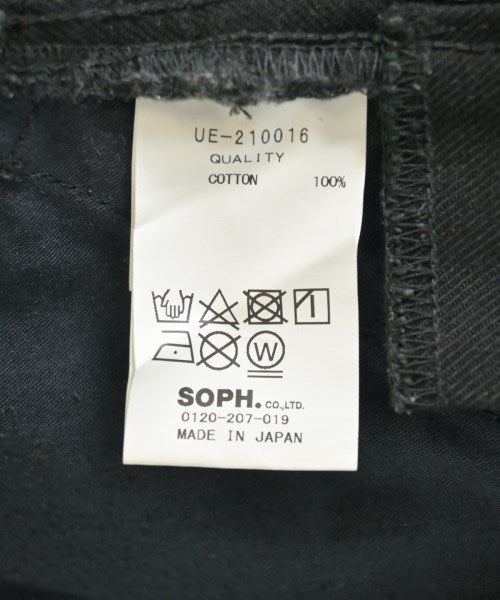 UE-210016
QUALITY
COTTON 100%
W
SOPH. CO.,LTD.
0120-207-019
MADE IN JAPAN